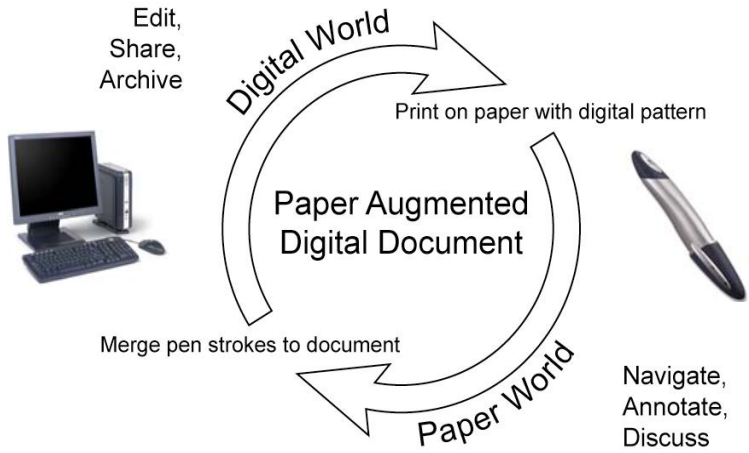 Edit,
Share,
Archive
Digital World
Print on paper with digital pattern
Paper Augmented
Digital Document
Merge pen strokes to document
Paper World
Navigate,
Annotate,
Discuss